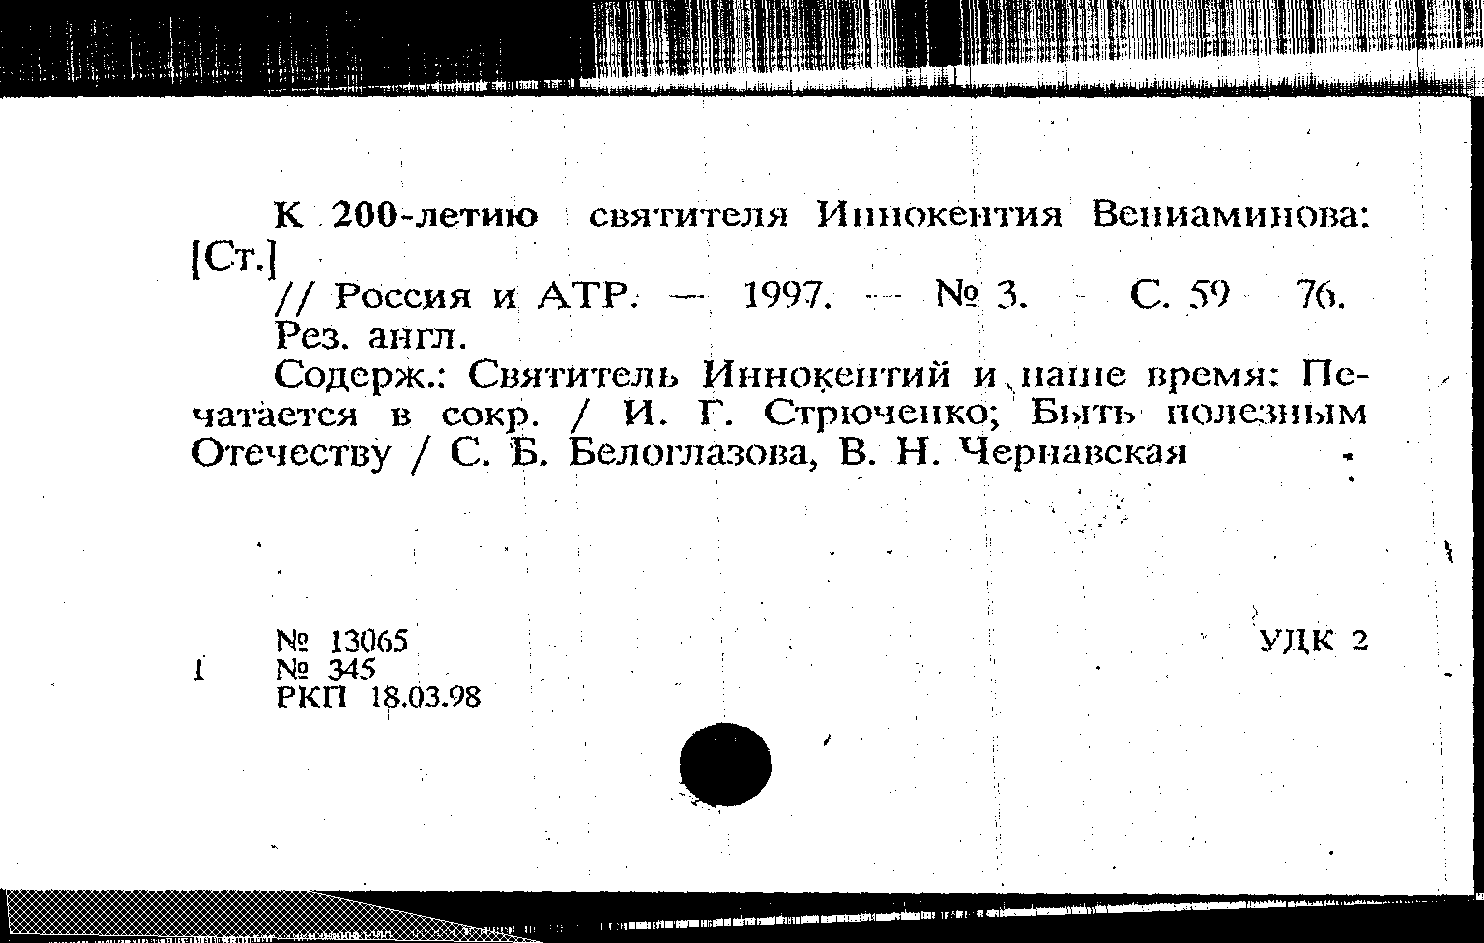 К 200-летию святителя Иннокентия Вениаминова:
[Ст.]
// Россия и АТР. — 1997. — № 3. - С. 59 76.
Рез. англ.
Содерж.: Святитель Иннокентий и наше время: Пе-
чатается в сокр. / И. Г. Стрюченко; Быть полезным
Отечеству / С. Б. Белоглазова, В. Н. Чернавская
№ 13065 УДК 2
1 № 345
РКП 18.03.98